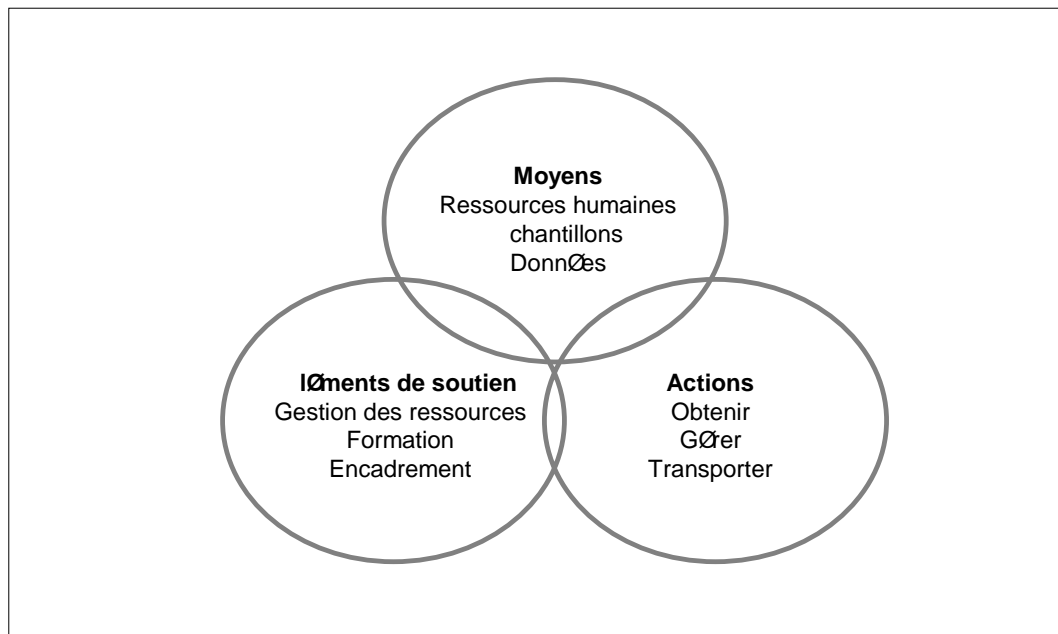 Moyens
Ressources humaines
chantillons
DonnØes
lØments de soutien
Gestion des ressources
Formation
Encadrement
Actions
Obtenir
GØrer
Transporter